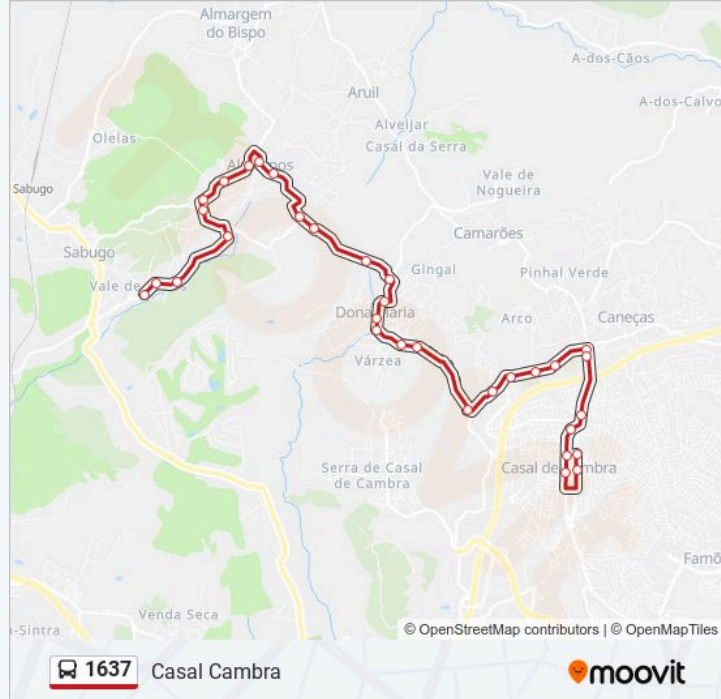 Almargem
do Bispo
A-dos-Cãos
Aruil
A-dos-Calvo
Alveijar
Olelas
Casal da Serra
Vale de
Nogueira
Sabugo
Camarões
Sabugo
Gingal
Pinhal Verde
Vale de
Arco
Caneças
Várzea
Serra de Casal
de Cambra
Casal de Cambra
Famõ
Venda Seca
-Sintra
© OpenStreetMap contributors | © OpenMapTiles
1637 Casal Cambra
moovit